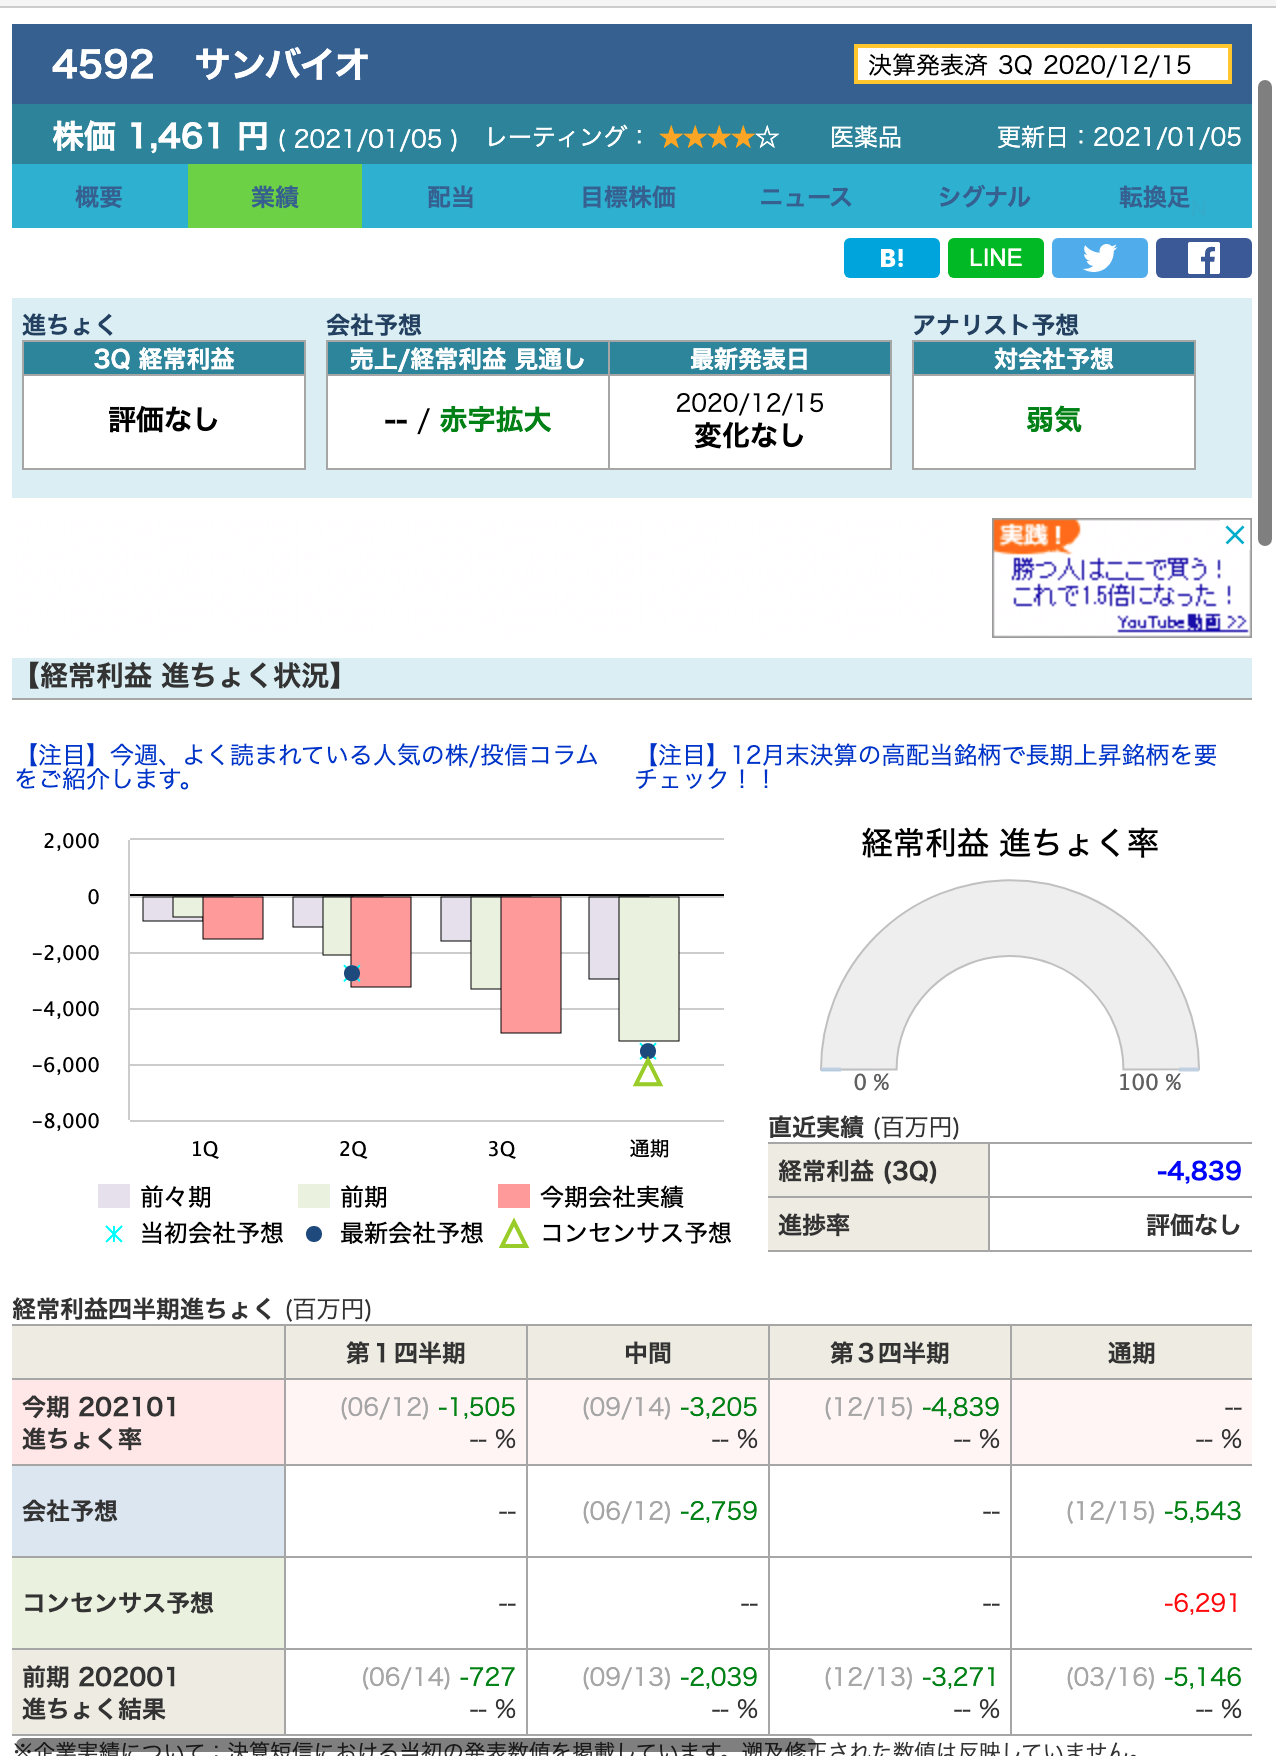 4592 サンバイオ
決算発表済 3Q 2020/12/15
株価 1,461 円 ( 2021/01/05 ) レーティング： ★★★★☆ 医薬品 更新日：2021/01/05
概要 業績 配当 目標株価 ニュース シグナル 転換足
B! LINE
進ちょく 会社予想 アナリスト予想
3Q 経常利益 売上/経常利益 見通し 最新発表日 対会社予想
評価なし -- / 赤字拡大 2020/12/15 弱気
変化なし
実践！
勝つ人はここで買う！
これで1.5倍になった！
YouTube動画 >>
【経常利益 進ちょく状況】
【注目】今週、よく読まれている人気の株/投信コラム
をご紹介します。
【注目】12月末決算の高配当銘柄で長期上昇銘柄を要
チェック！！
2,000
0
-2,000
-4,000
-6,000
-8,000
1Q 2Q 3Q 通期
前々期 前期 今期会社実績
当初会社予想 最新会社予想 コンセンサス予想
経常利益 進ちょく率
0 % 100 %
直近実績 (百万円)
経常利益 (3Q) -4,839
進捗率 評価なし
経常利益四半期進ちょく (百万円)
第１四半期 中間 第３四半期 通期
今期 202101 (06/12) -1,505 (09/14) -3,205 (12/15) -4,839 --
進ちょく率 -- % -- % -- % -- %
会社予想 -- (06/12) -2,759 -- (12/15) -5,543
コンセンサス予想 -- -- -- -6,291
前期 202001 (06/14) -727 (09/13) -2,039 (12/13) -3,271 (03/16) -5,146
進ちょく結果 -- % -- % -- % -- %
※企業実績について：決算短信における当初の発表数値を掲載しています。遡及修正された数値は反映していません。